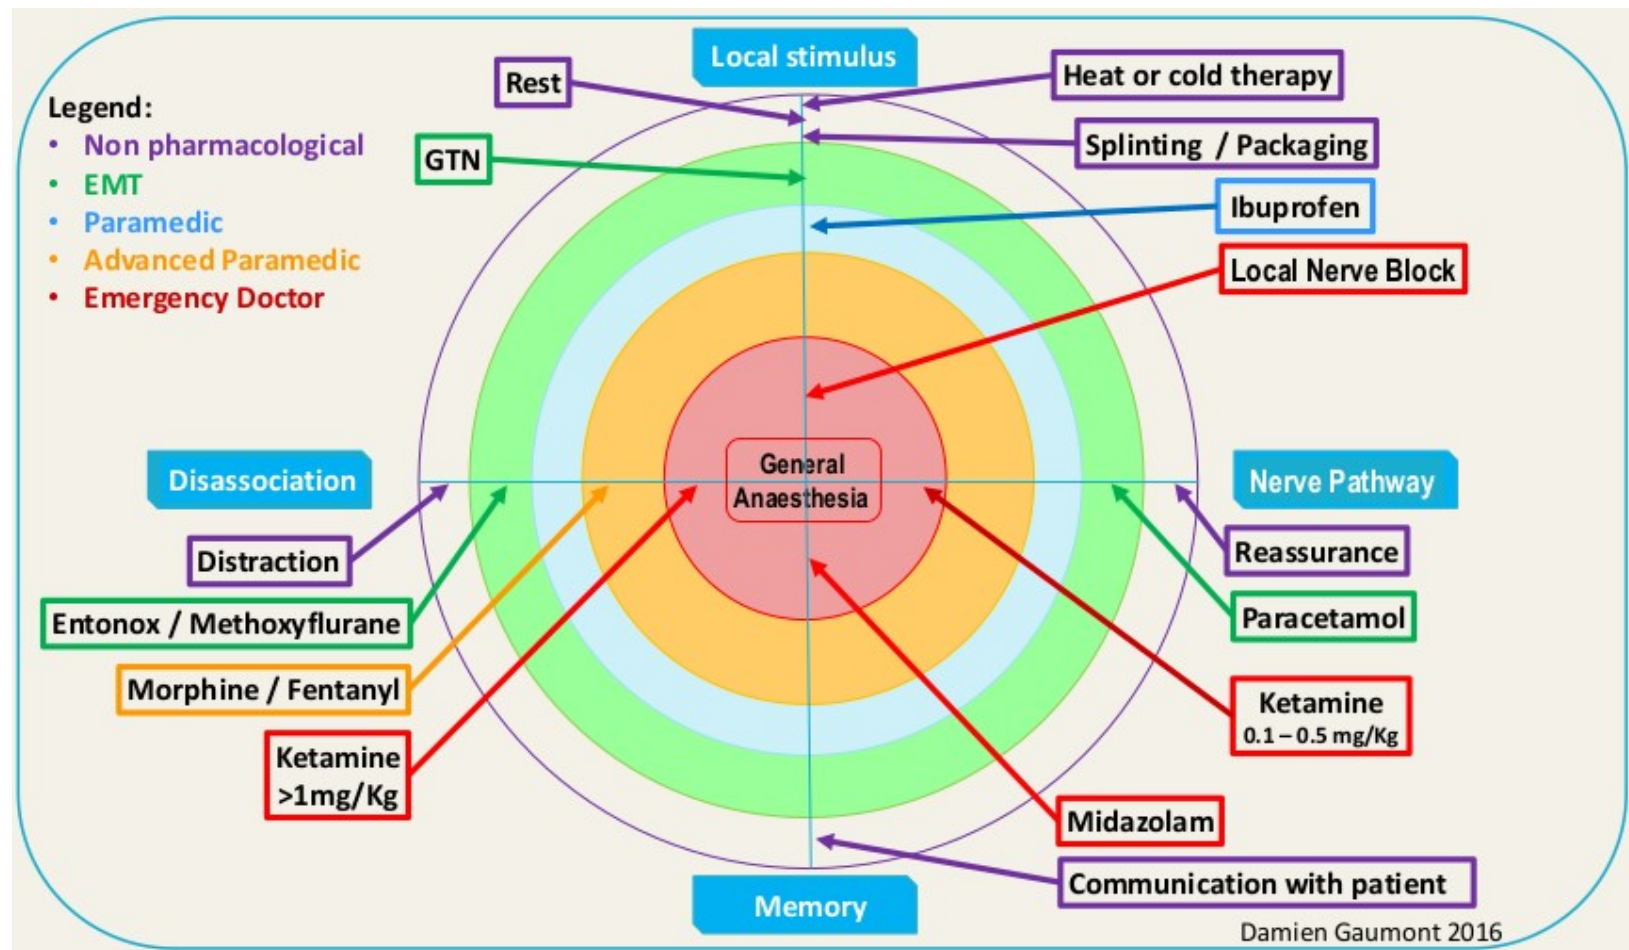 Local stimulus
Rest
Heat or cold therapy
Legend:
• Non pharmacological
• EMT
• Paramedic
• Advanced Paramedic
• Emergency Doctor
GTN
Splinting / Packaging
Ibuprofen
Local Nerve Block
General
Anaesthesia
Disassociation
Nerve Pathway
Distraction
Reassurance
Entonox / Methoxyflurane
Paracetamol
Morphine / Fentanyl
Ketamine
0.1 – 0.5 mg/Kg
Ketamine
>1mg/Kg
Midazolam
Communication with patient
Memory
Damien Gaumont 2016